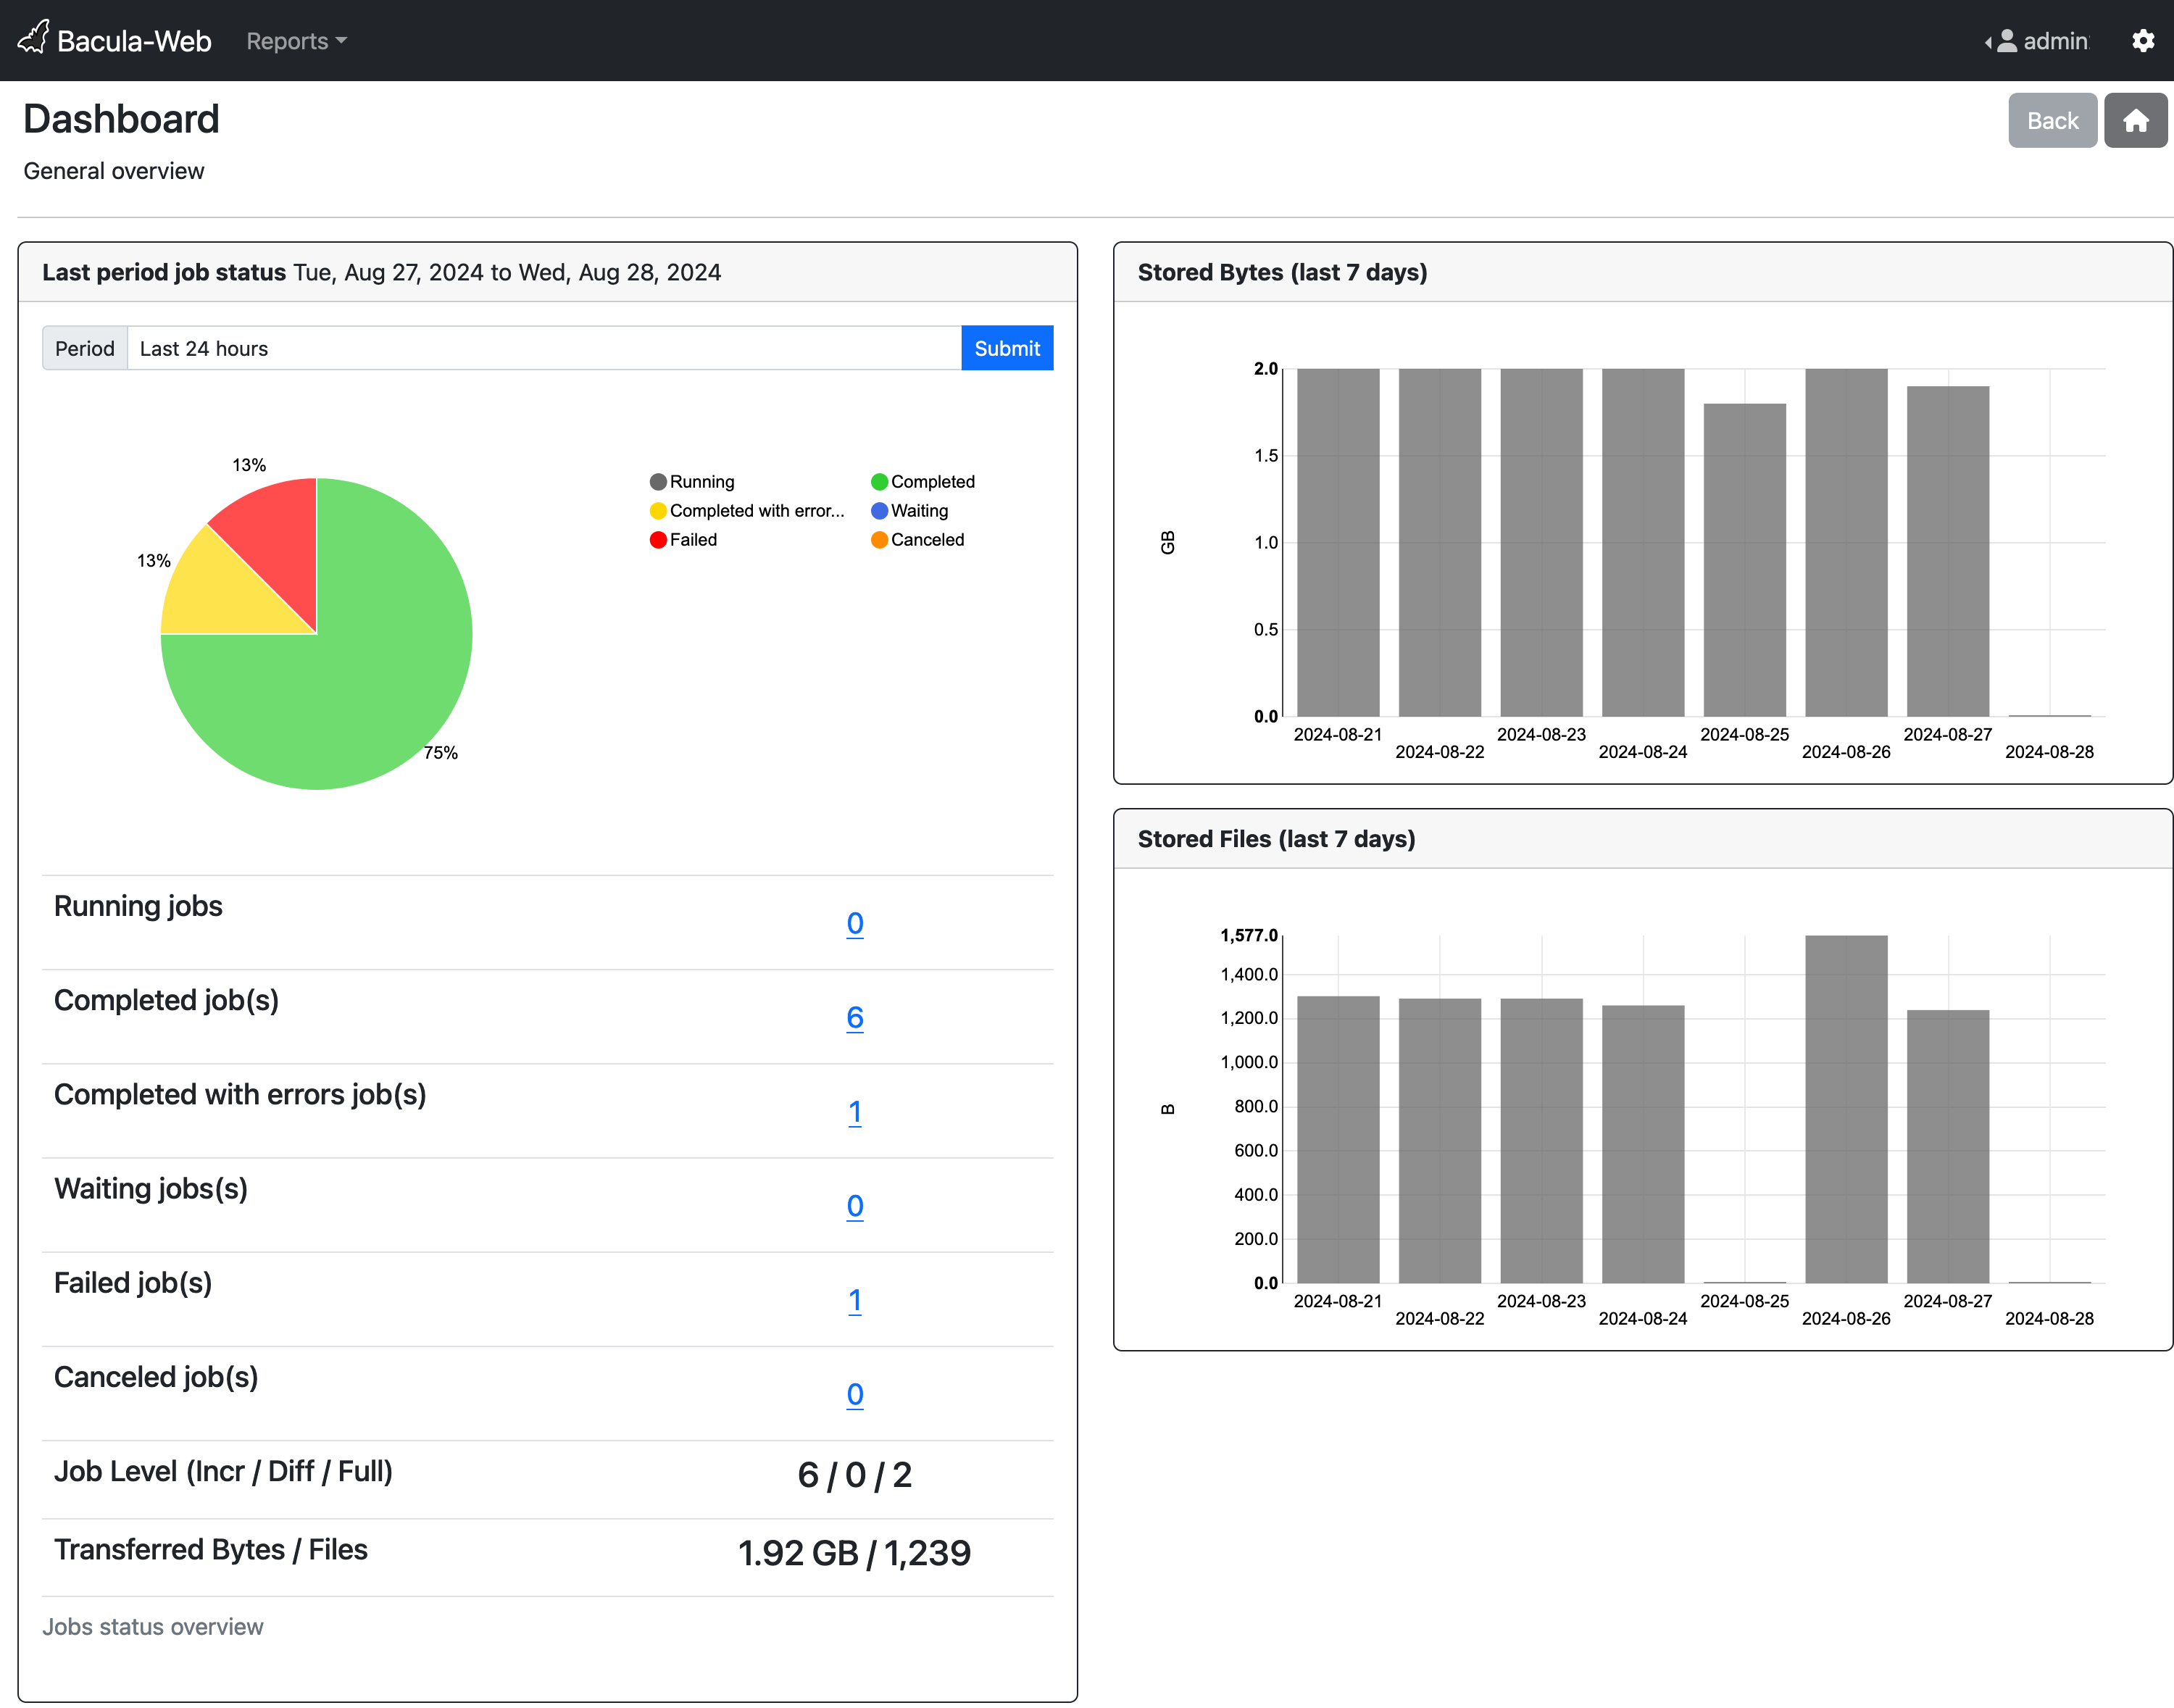 Bacula-Web Reports admin
Dashboard
Back
General overview
Last period job status Tue, Aug 27, 2024 to Wed, Aug 28, 2024
Period Last 24 hours Submit
13%
13%
75%
Running Completed
Completed with error... Waiting
Failed Canceled
Running jobs 0
Completed job(s) 6
Completed with errors job(s) 1
Waiting jobs(s) 0
Failed job(s) 1
Canceled job(s) 0
Job Level (Incr / Diff / Full) 6 / 0 / 2
Transferred Bytes / Files 1.92 GB / 1,239
Jobs status overview
Stored Bytes (last 7 days)
2.0
1.5
1.0
0.5
0.0
GB
2024-08-21 2024-08-23 2024-08-25 2024-08-27
2024-08-22 2024-08-24 2024-08-26 2024-08-28
Stored Files (last 7 days)
1,577.0
1,400.0
1,200.0
1,000.0
800.0
600.0
400.0
200.0
0.0
B
2024-08-21 2024-08-23 2024-08-25 2024-08-27
2024-08-22 2024-08-24 2024-08-26 2024-08-28